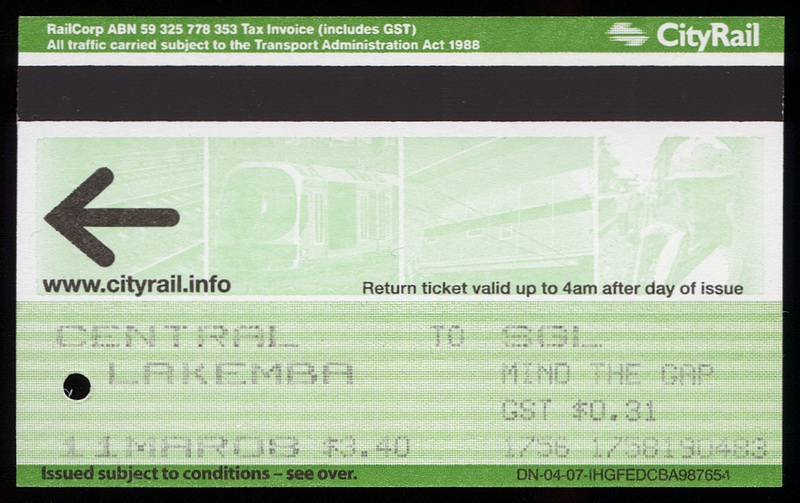 RailCorp ABN 59 325 778 353 Tax Invoice (includes GST)
All traffic carried subject to the Transport Administration Act 1988
CityRail
www.cityrail.info
Return ticket valid up to 4am after day of issue
CENTRAL TO SGL
LAKEMBA MIND THE GAP
GST $0.31
11MAR08 $3.40 1756 1758190483
Issued subject to conditions – see over.
DN-04-07-IHGFEDCBA987654